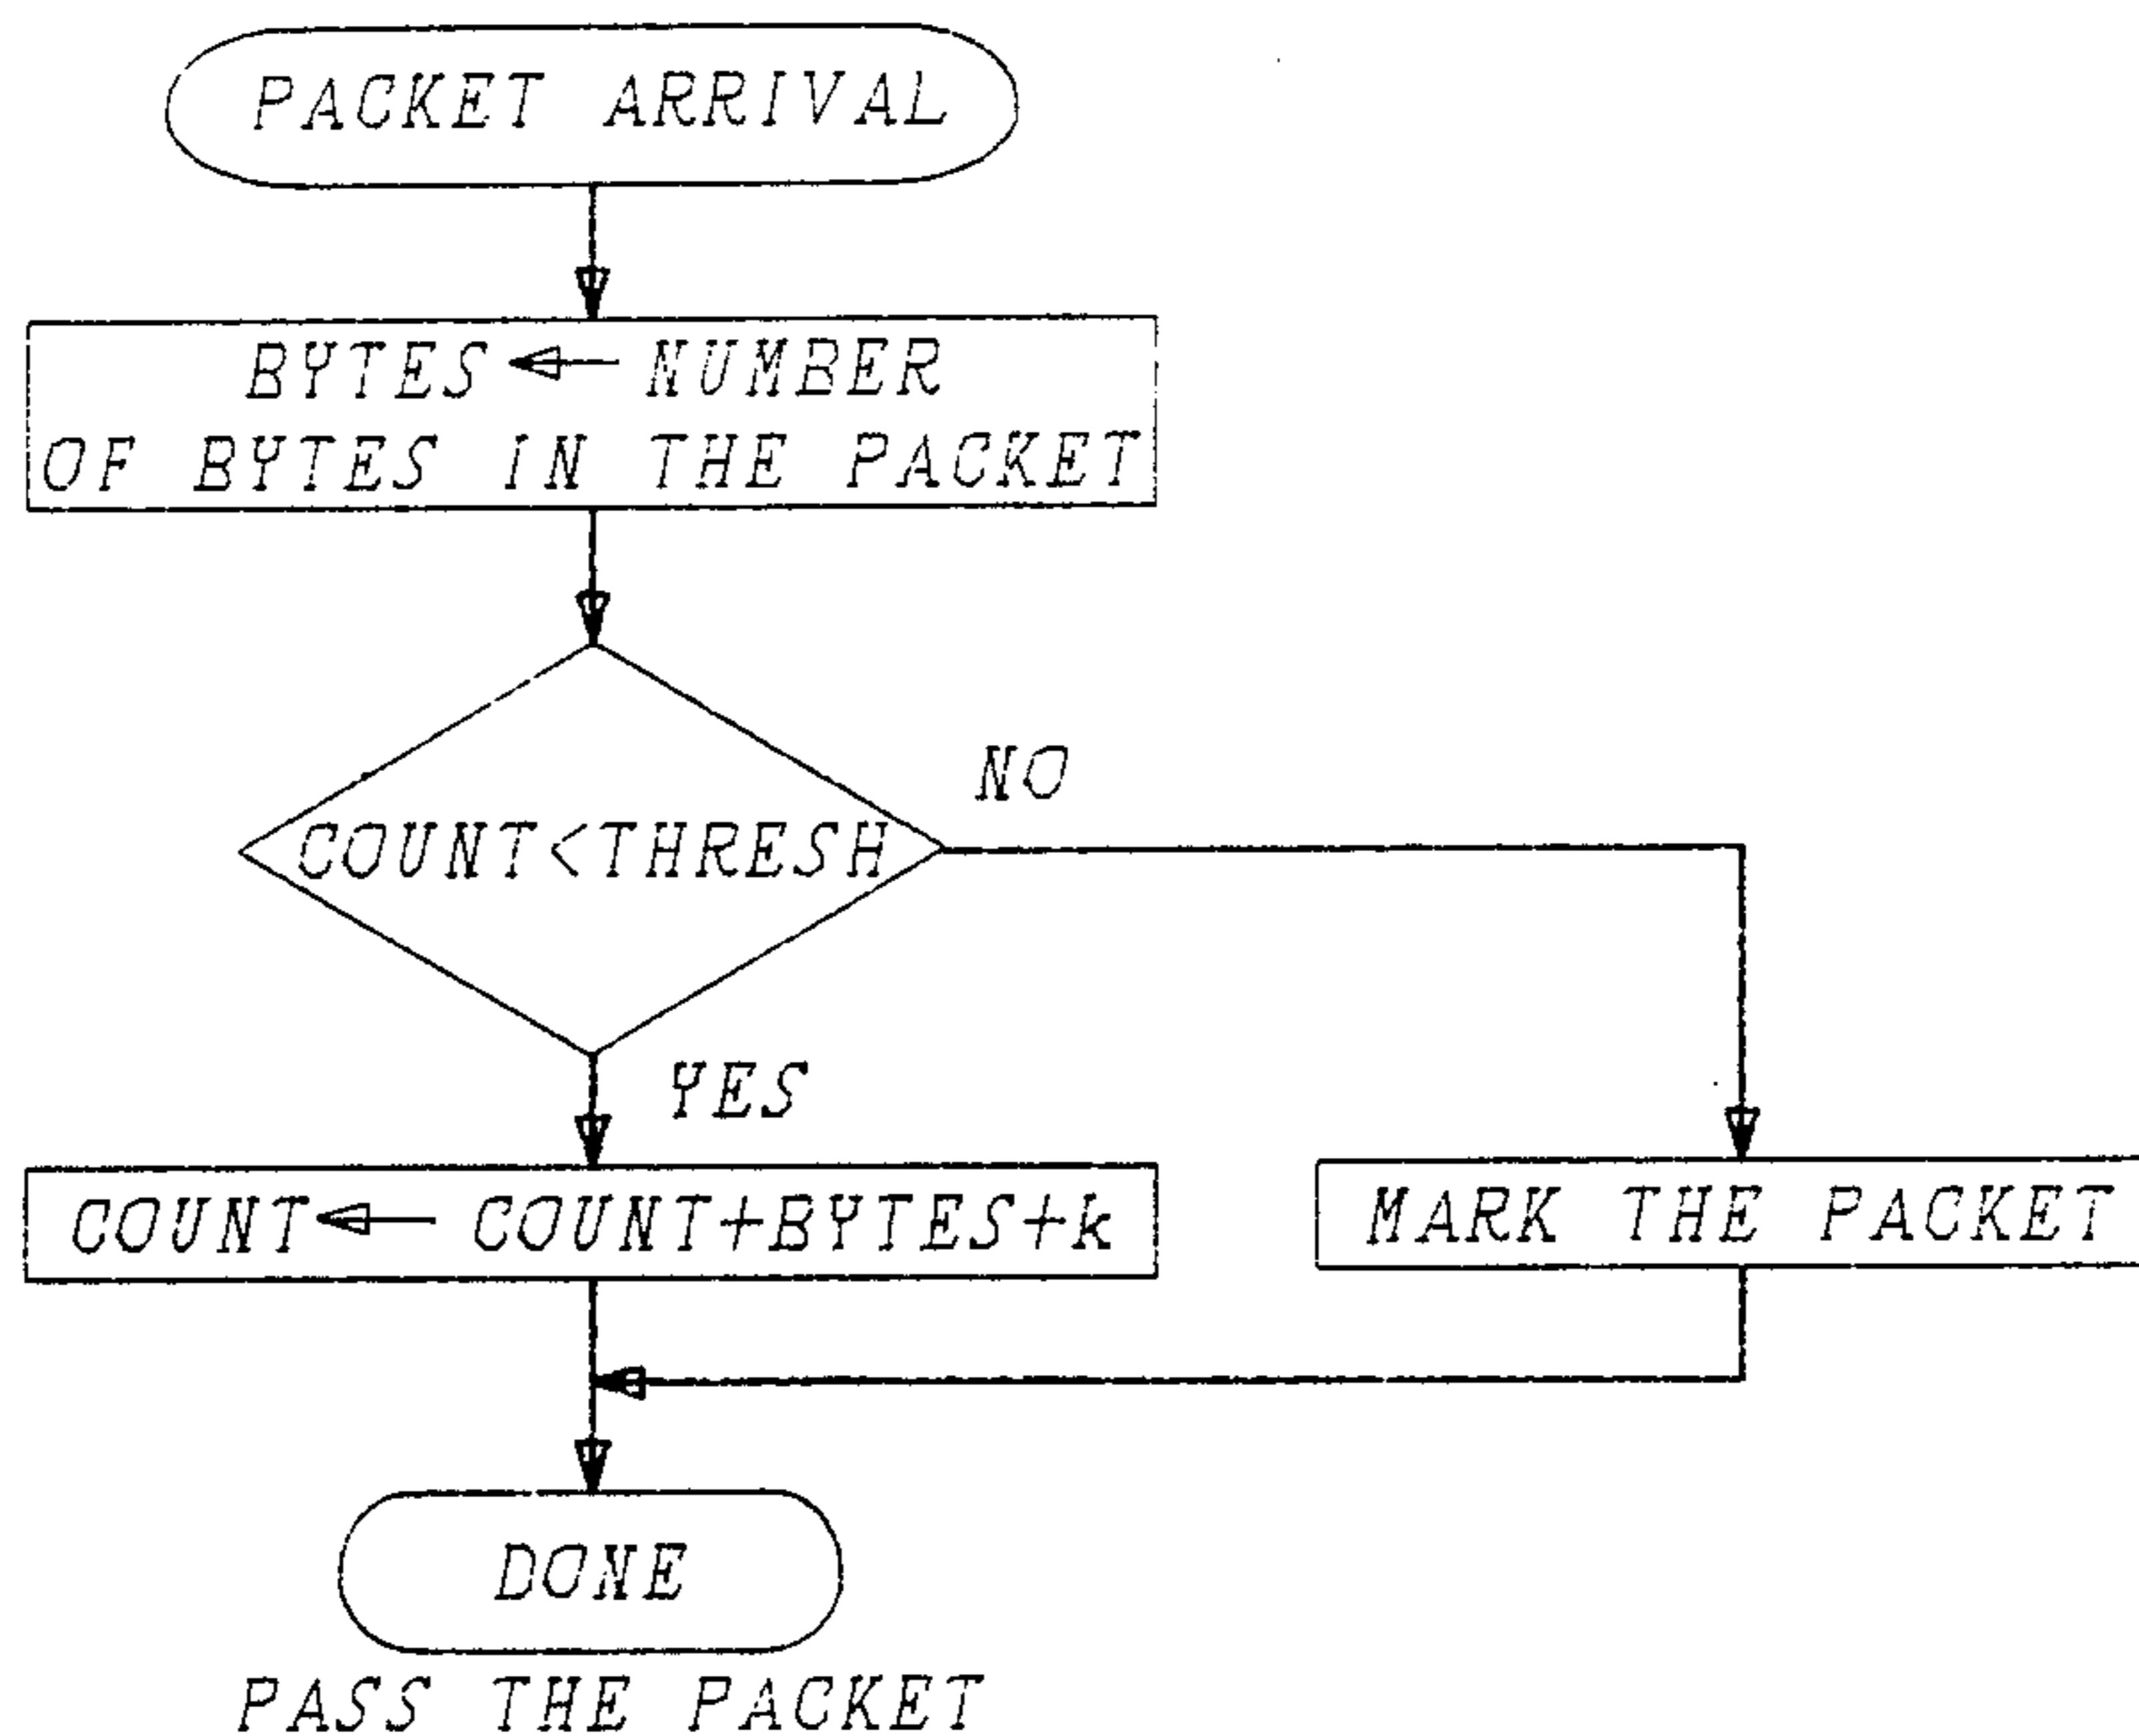 PACKET ARRIVAL
BYTES ← NUMBER
OF BYTES IN THE PACKET
COUNT<THRESH
NO
YES
COUNT ← COUNT+BYTES+k
MARK THE PACKET
DONE
PASS THE PACKET